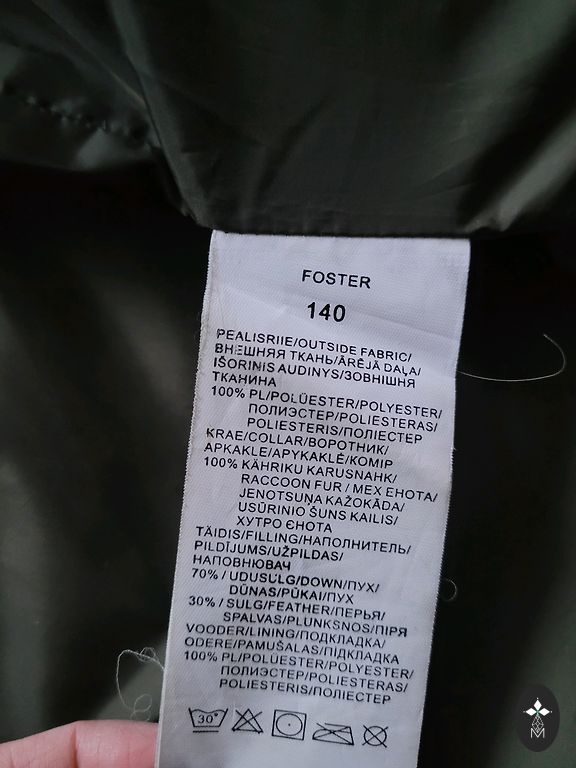 FOSTER
140
PEALISRIIE/OUTSIDE FABRIC/
ВНЕШНЯЯ ТКАНЬ/ĀRĒJĀ DAĻA/
IŠORINIS AUDINYS/ЗОВНІШНЯ
ТКАНИНА
100% PL/POLÜESTER/POLYESTER/
ПОЛИЭСТЕР/POLIESTERAS/
POLIESTERIS/ПОЛІЕСТЕР
KRAE/COLLAR/ВОРОТНИК/
APKAKLE/APYKAKLĖ/КОМІР
100% KÄHRIKU KARUSNAHK/
RACCOON FUR / МЕХ ЕНОТА/
JENOTSUŅA KAŽOKĀDA/
USŪRINIO ŠUNS KAILIS/
ХУТРО ЄНОТА
TÄIDIS/FILLING/НАПОЛНИТЕЛЬ/
PILDĪJUMS/UŽPILDAS/
НАПОВНЮВАЧ
70% / UDUSULG/DOWN/ПУХ/
DŪNAS/PŪKAI/ПУХ
30% / SULG/FEATHER/ПЕРЬЯ/
SPALVAS/PLUNKSNOS/ПІРЯ
VOODER/LINING/ПОДКЛАДКА/
ODERE/PAMUŠALAS/ПІДКЛАДКА
100% PL/POLÜESTER/POLYESTER/
ПОЛИЭСТЕР/POLIESTERAS/
POLIESTERIS/ПОЛІЕСТЕР
30°